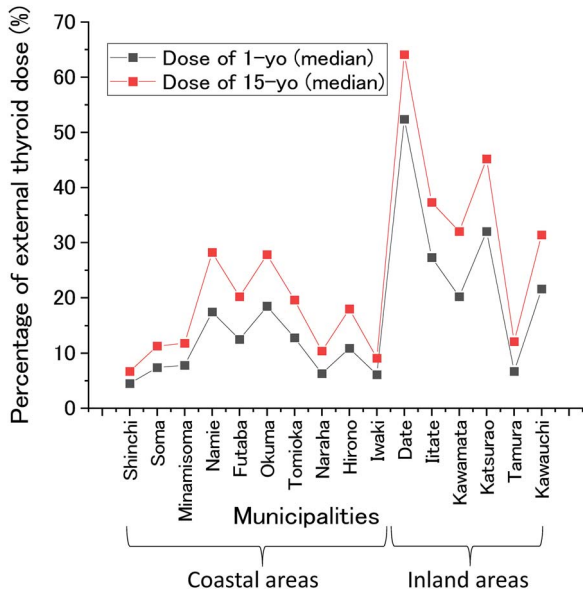 Percentage of external thyroid dose (%)
70
60
50
40
30
20
10
0
Dose of 1-yo (median)
Dose of 15-yo (median)
Shinchi
Soma
Minamisoma
Namie
Futaba
Okuma
Tomioka
Naraha
Hirono
Iwaki
Date
Iitate
Kawamata
Katsurao
Tamura
Kawauchi
Municipalities
Coastal areas
Inland areas